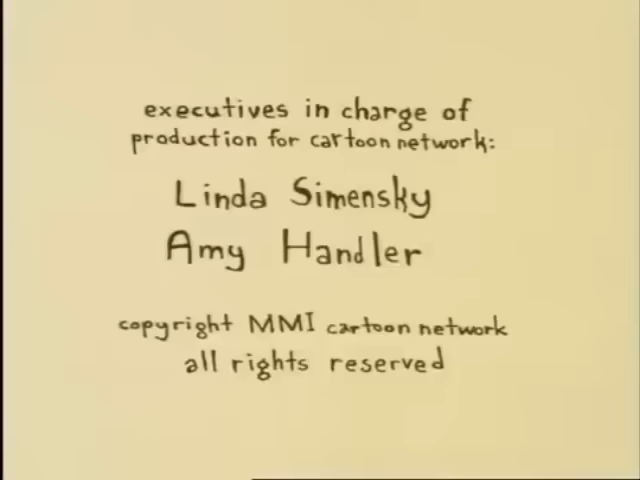 executives in charge of
production for cartoon network:
Linda Simensky
Amy Handler
copyright MMI cartoon network
all rights reserved